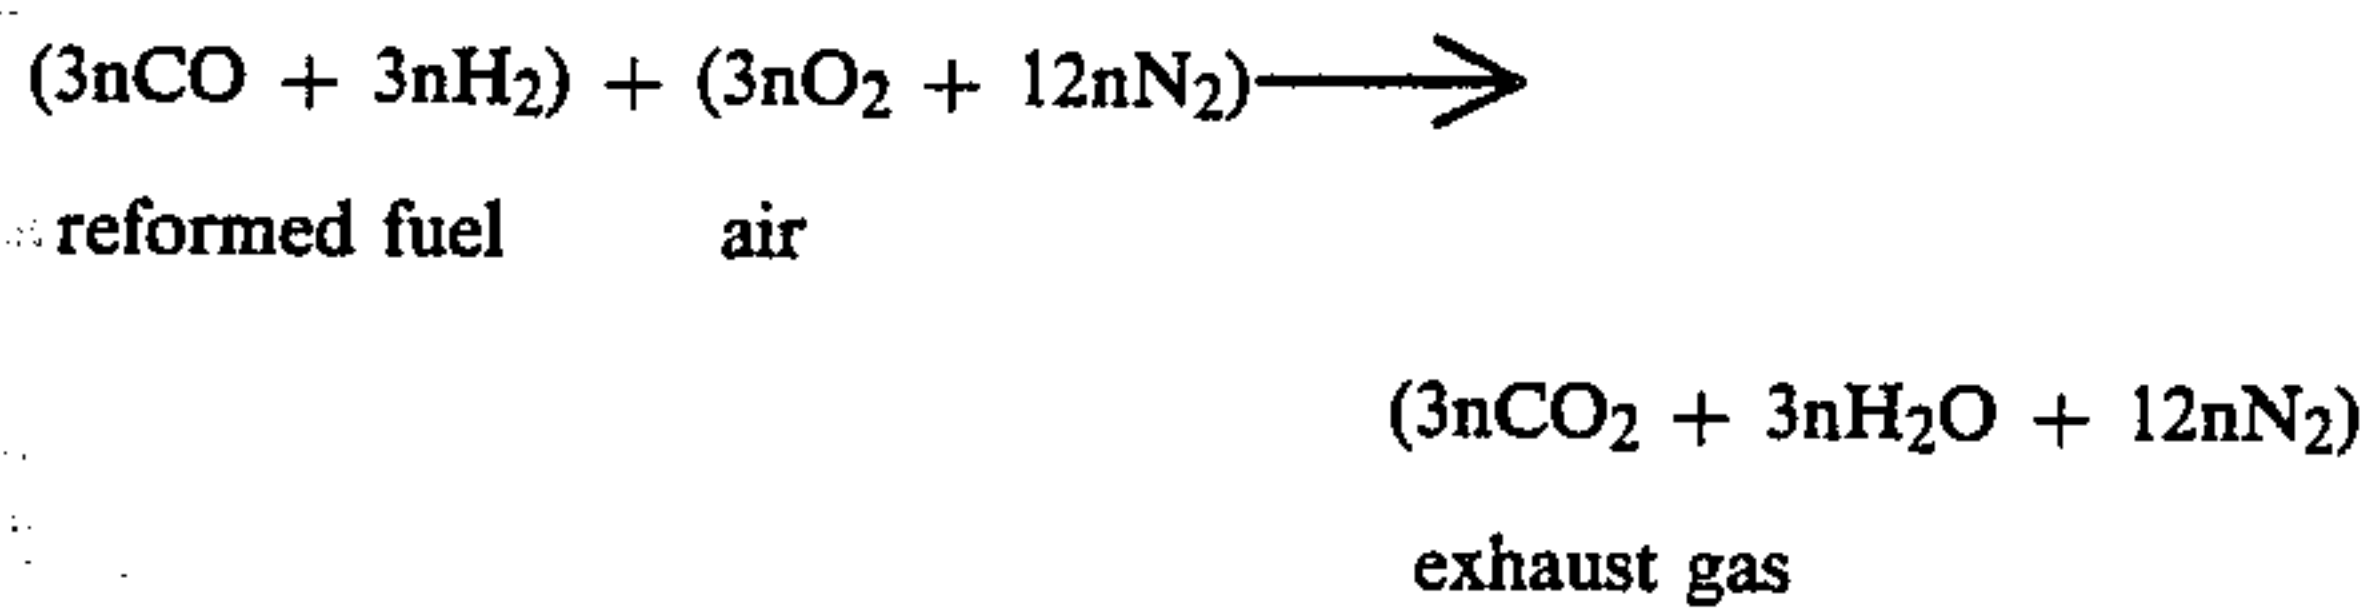 (3nCO + 3nH₂) + (3nO₂ + 12nN₂)⟶
reformed fuel air
(3nCO₂ + 3nH₂O + 12nN₂)
exhaust gas